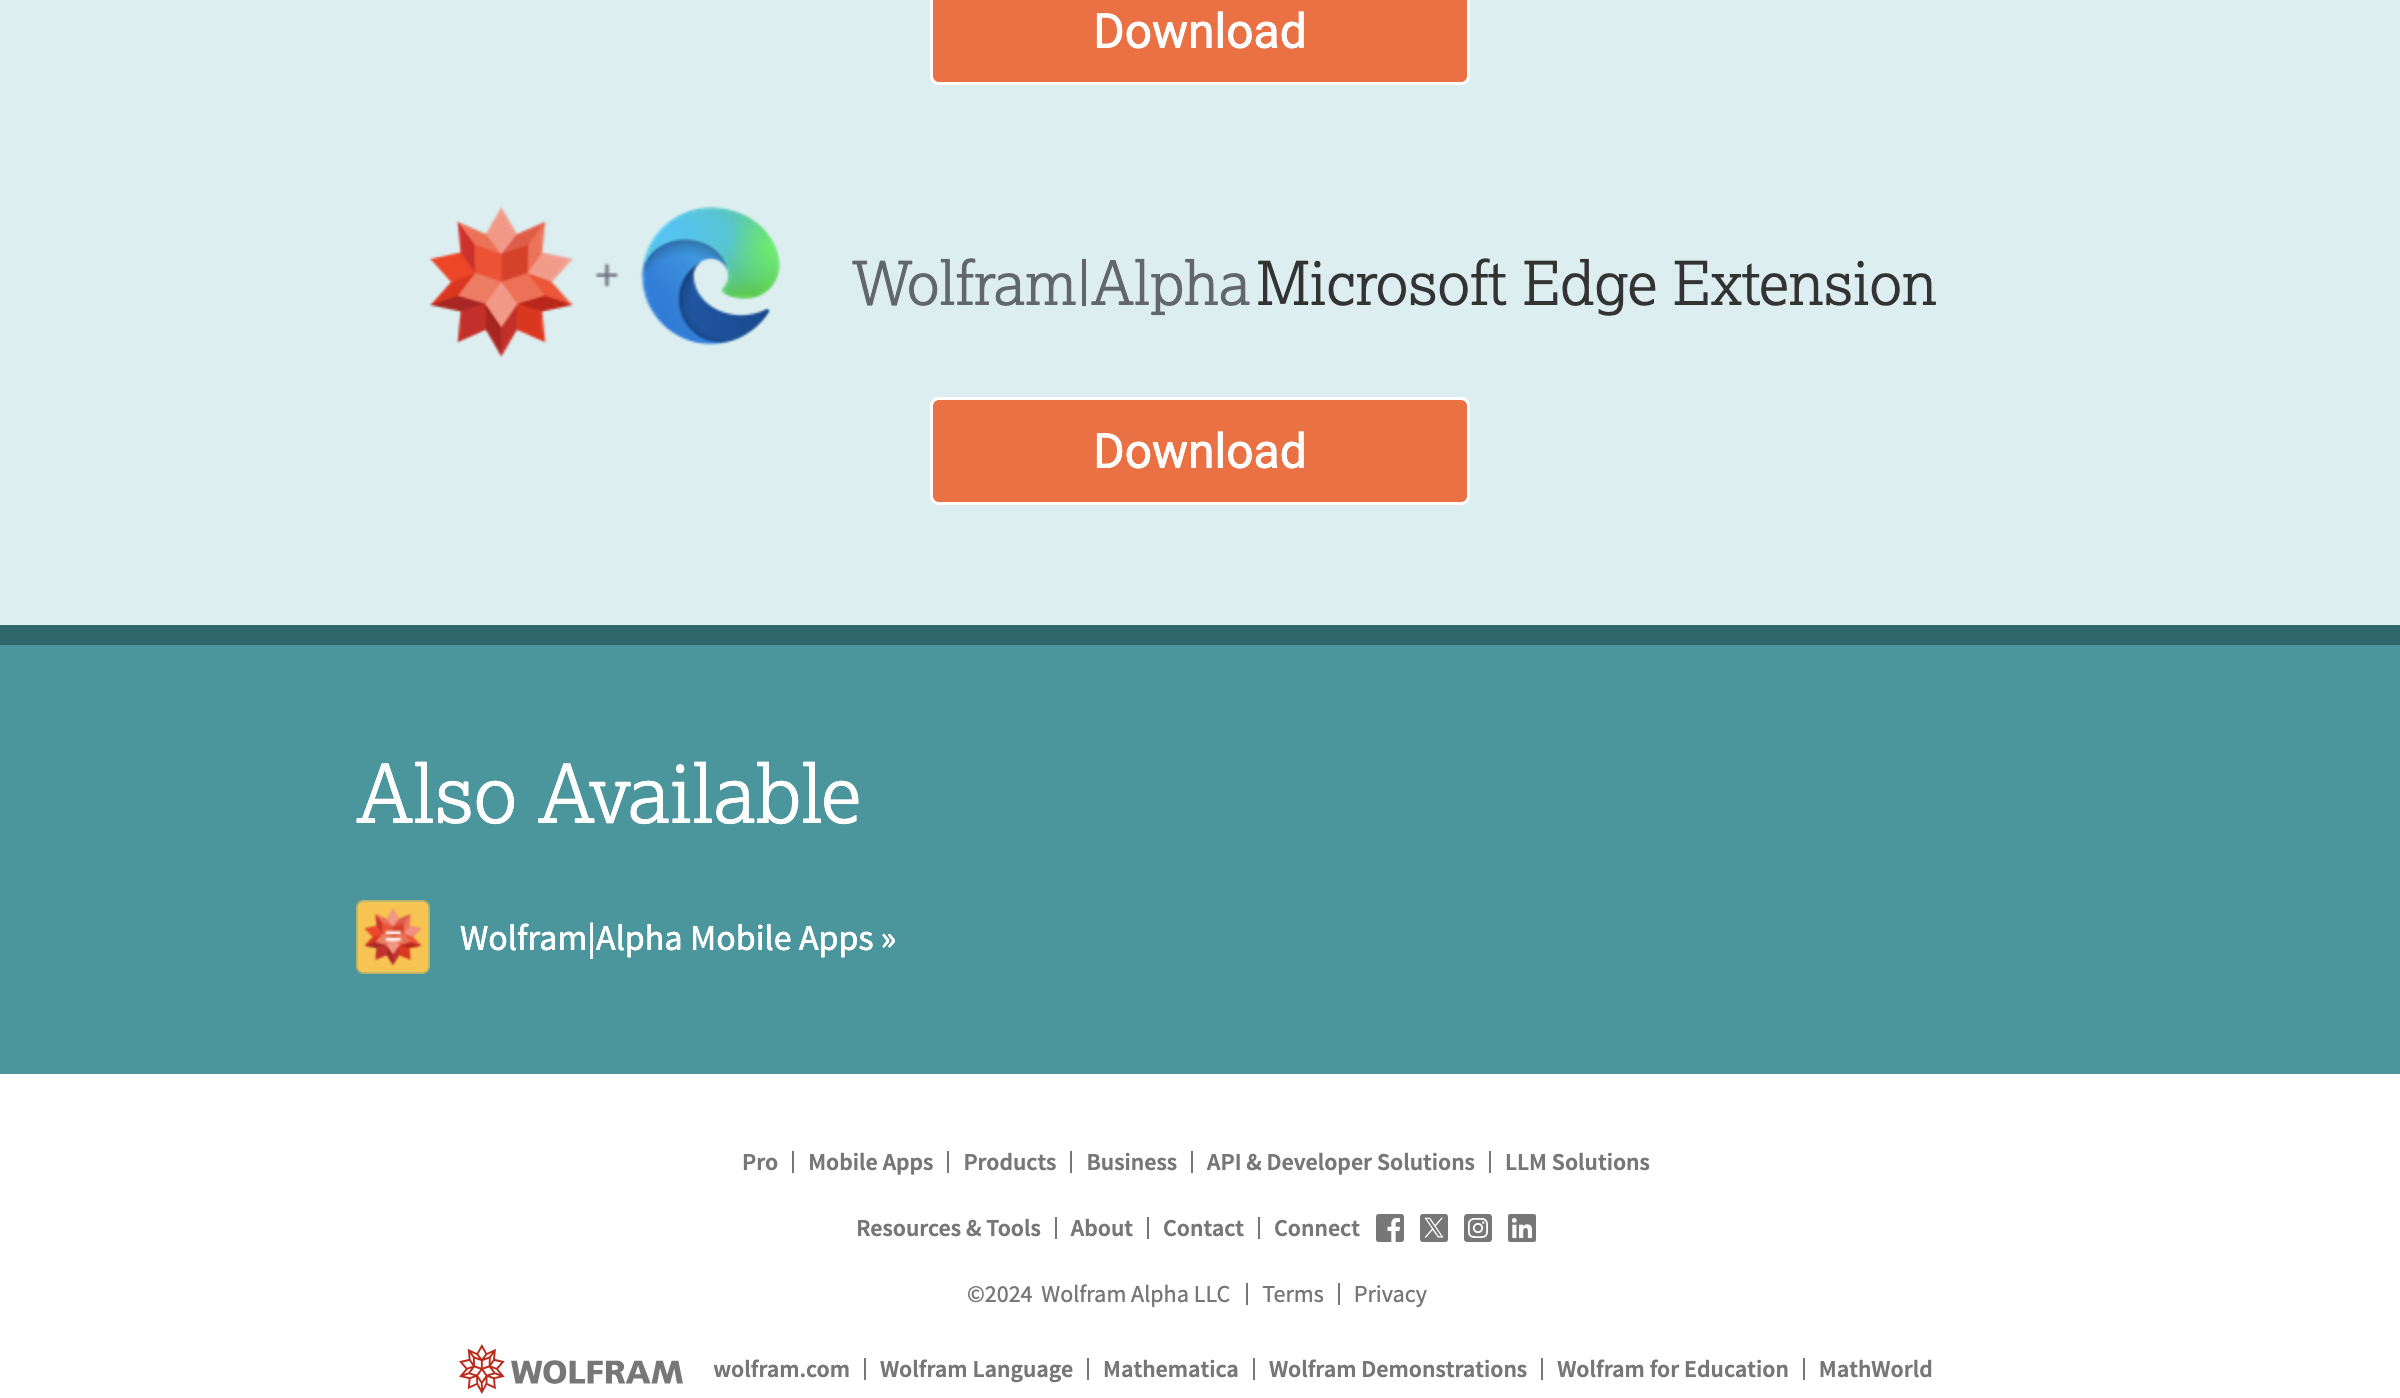 Download
+
Wolfram|Alpha Microsoft Edge Extension
Download
Also Available
Wolfram|Alpha Mobile Apps »
Pro | Mobile Apps | Products | Business | API & Developer Solutions | LLM Solutions
Resources & Tools | About | Contact | Connect
©2024 Wolfram Alpha LLC | Terms | Privacy
WOLFRAM wolfram.com | Wolfram Language | Mathematica | Wolfram Demonstrations | Wolfram for Education | MathWorld